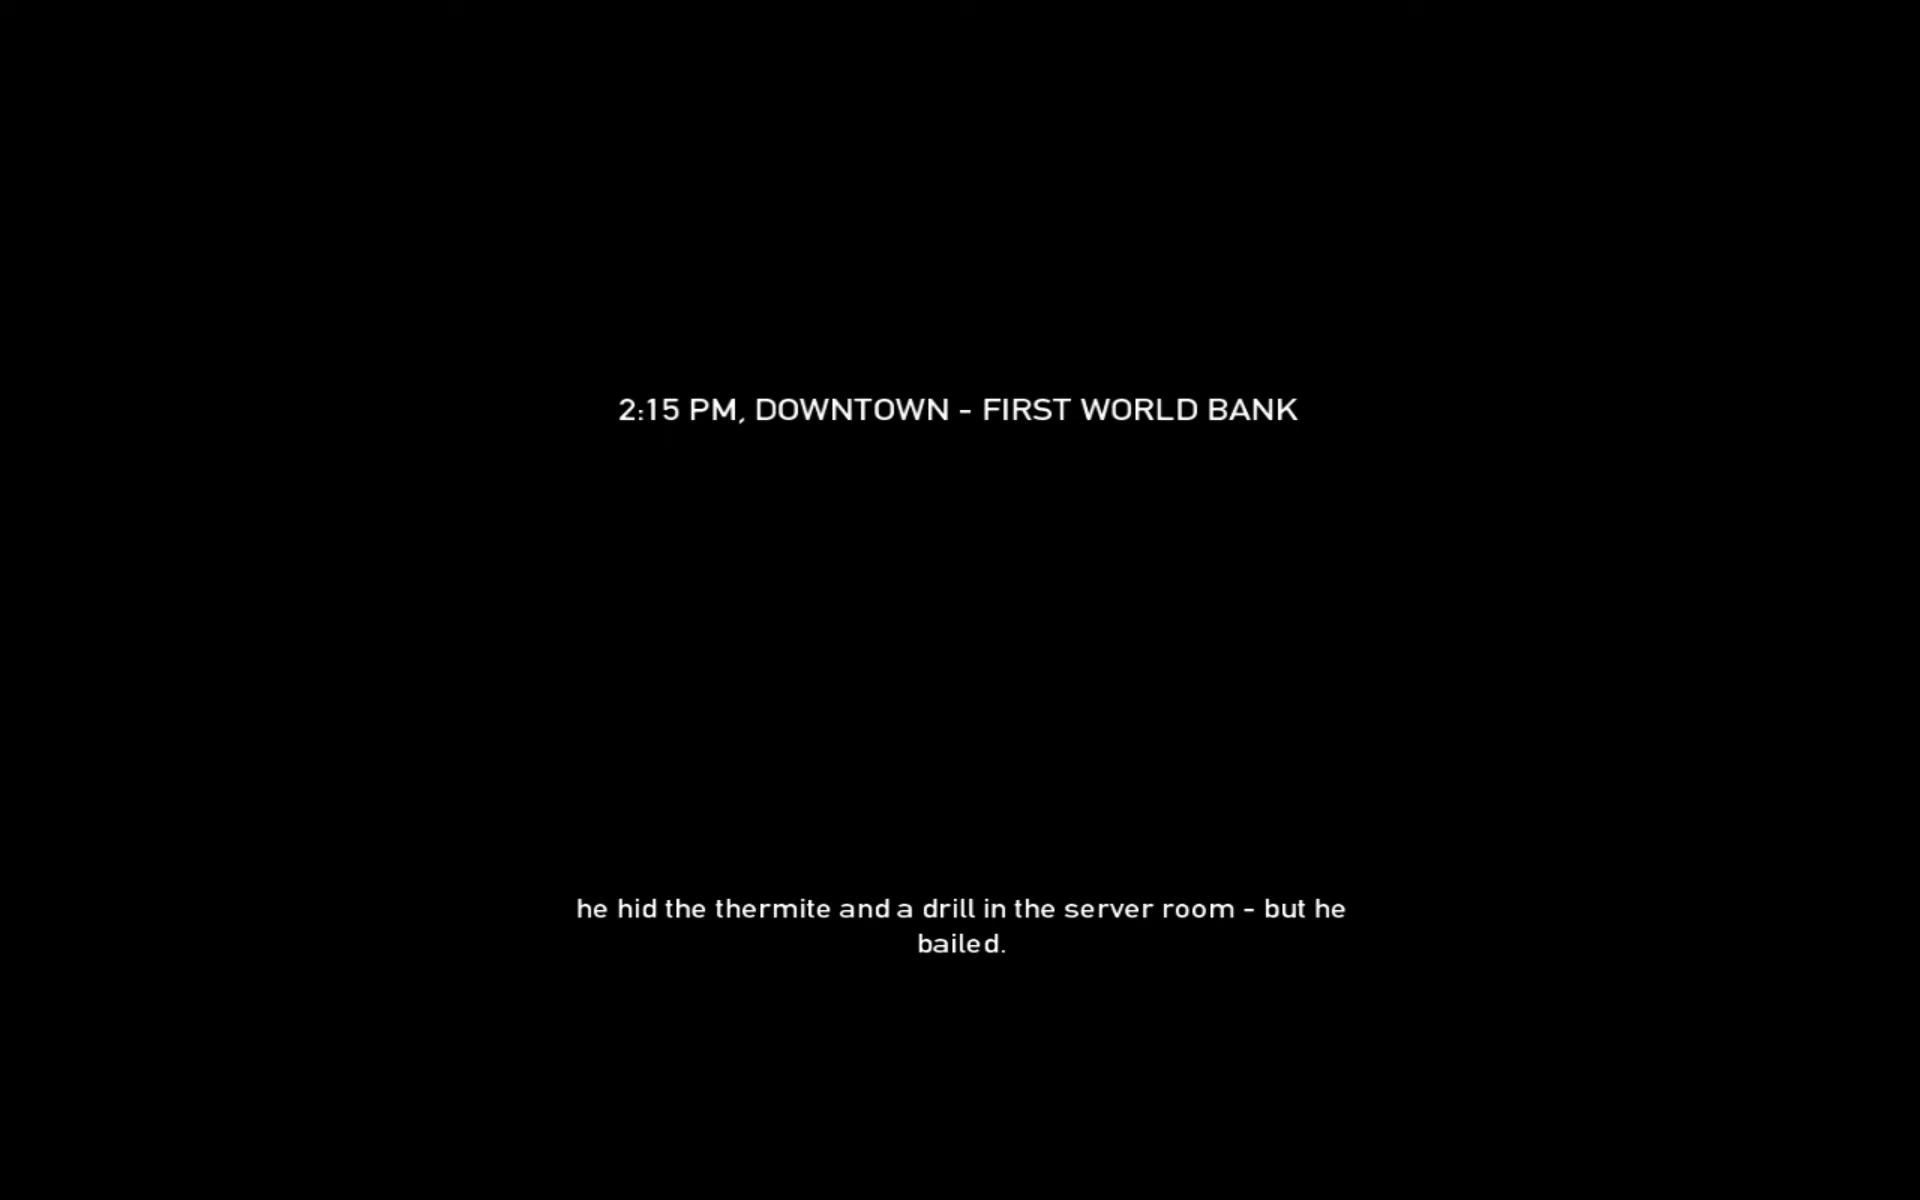 2:15 PM, DOWNTOWN - FIRST WORLD BANK
he hid the thermite and a drill in the server room - but he
bailed.